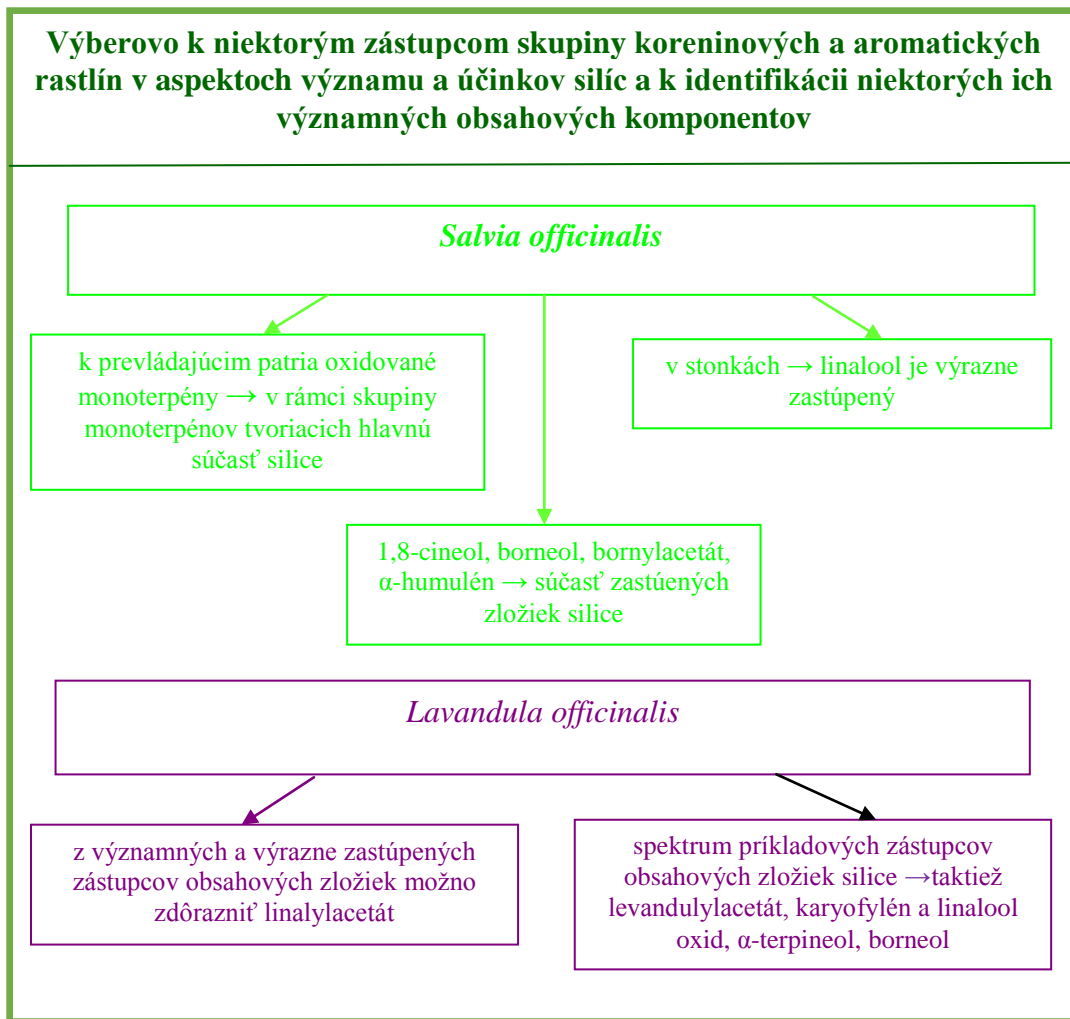 Výberovo k niektorým zástupcom skupiny koreninových a aromatických
rastlín v aspektoch významu a účinkov silíc a k identifikácii niektorých ich
významných obsahových komponentov
Salvia officinalis
k prevládajúcim patria oxidované
monoterpény → v rámci skupiny
monoterpénov tvoriacich hlavnú
súčasť silice
v stonkách → linalool je výrazne
zastúpený
1,8-cineol, borneol, bornylacetát,
α-humulén → súčasť zastúených
zložiek silice
Lavandula officinalis
z významných a výrazne zastúpených
zástupcov obsahových zložiek možno
zdôrazniť linalylacetát
spektrum príkladových zástupcov
obsahových zložiek silice →taktiež
levandulylacetát, karyofylén a linalool
oxid, α-terpineol, borneol